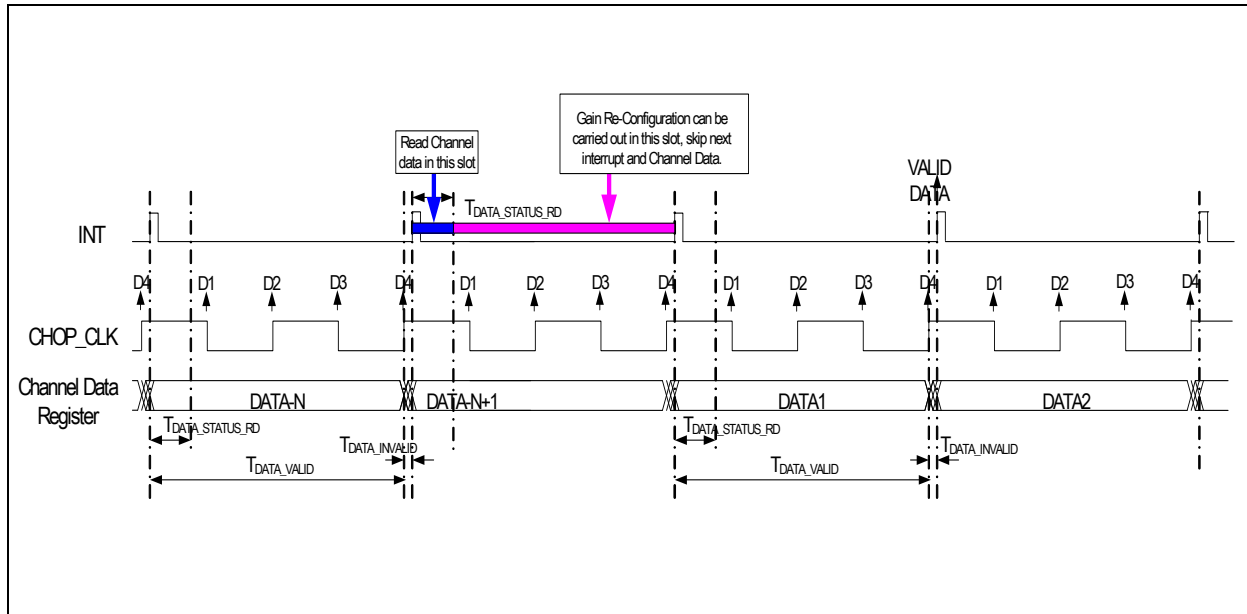 Gain Re-Configuration can be
carried out in this slot, skip next
interrupt and Channel Data.
Read Channel
data in this slot
VALID
DATA
TDATA_STATUS_RD
INT
D4 D1 D2 D3 D4 D1 D2 D3 D4 D1 D2 D3 D4 D1 D2 D3 D4
CHOP_CLK
Channel Data
Register
DATA-N DATA-N+1 DATA1 DATA2
TDATA_STATUS_RD TDATA_STATUS_RD
TDATA_INVALID TDATA_INVALID
TDATA_VALID TDATA_VALID